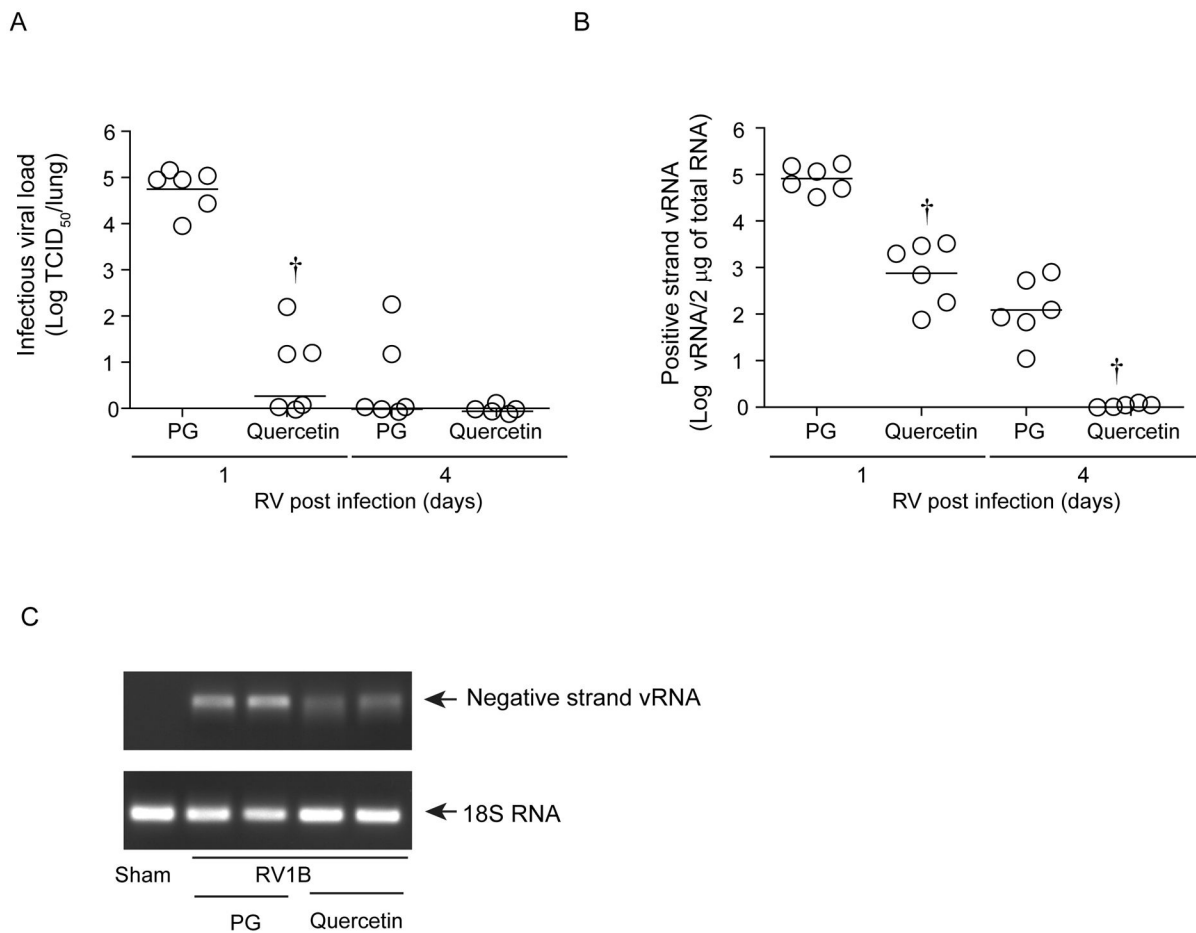 A
Infectious viral load
(Log TCID50/lung)
6
5
4
3
2
1
0
†
PG
Quercetin
PG
Quercetin
1
4
RV post infection (days)
B
Positive strand vRNA
(Log vRNA/2 μg of total RNA)
6
5
4
3
2
1
0
†
†
PG
Quercetin
PG
Quercetin
1
4
RV post infection (days)
C
Negative strand vRNA
18S RNA
Sham
RV1B
PG
Quercetin